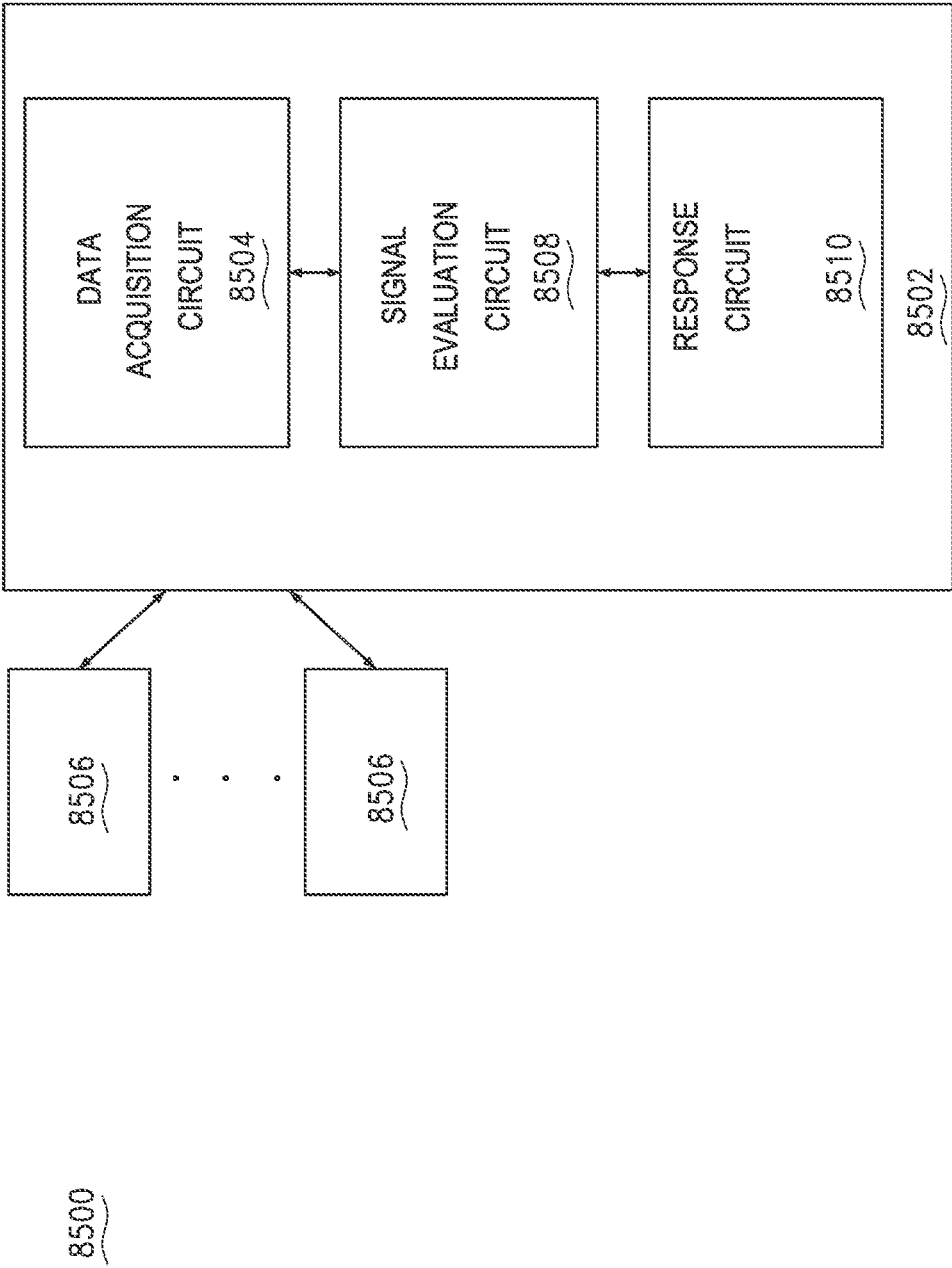 8500
8506
8506
DATA
ACQUISITION
CIRCUIT
8504
SIGNAL
EVALUATION
CIRCUIT
8508
RESPONSE
CIRCUIT
8510
8502